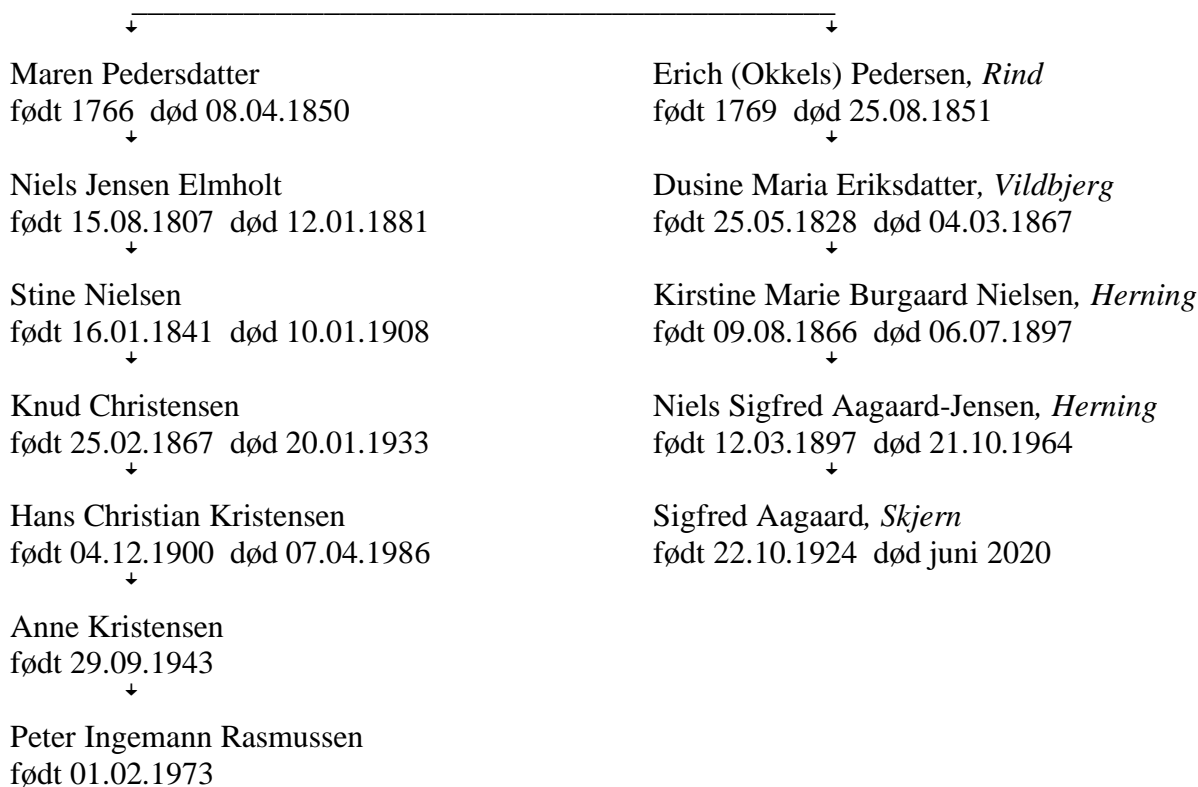 Maren Pedersdatter
født 1766 død 08.04.1850
Niels Jensen Elmholt
født 15.08.1807 død 12.01.1881
Stine Nielsen
født 16.01.1841 død 10.01.1908
Knud Christensen
født 25.02.1867 død 20.01.1933
Hans Christian Kristensen
født 04.12.1900 død 07.04.1986
Anne Kristensen
født 29.09.1943
Peter Ingemann Rasmussen
født 01.02.1973
Erich (Okkels) Pedersen, Rind
født 1769 død 25.08.1851
Dusine Maria Eriksdatter, Vildbjerg
født 25.05.1828 død 04.03.1867
Kirstine Marie Burgaard Nielsen, Herning
født 09.08.1866 død 06.07.1897
Niels Sigfred Aagaard-Jensen, Herning
født 12.03.1897 død 21.10.1964
Sigfred Aagaard, Skjern
født 22.10.1924 død juni 2020